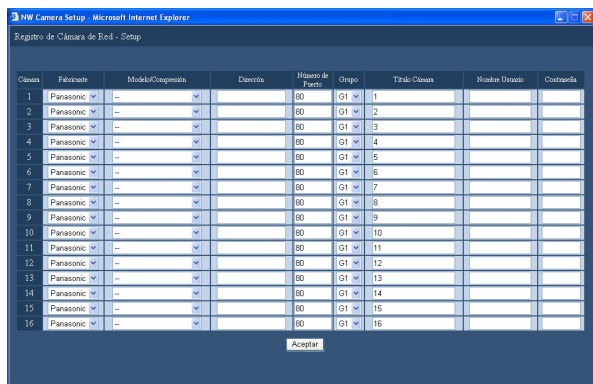 NW Camera Setup - Microsoft Internet Explorer
Registro de Cámara de Red - Setup
Cámara Fabricante Modelo/Compresión Dirección Número de Puerto Grupo Título Cámara Nombre Usuario Contraseña
1 Panasonic -- 80 G1 1
2 Panasonic -- 80 G1 2
3 Panasonic -- 80 G1 3
4 Panasonic -- 80 G1 4
5 Panasonic -- 80 G1 5
6 Panasonic -- 80 G1 6
7 Panasonic -- 80 G1 7
8 Panasonic -- 80 G1 8
9 Panasonic -- 80 G1 9
10 Panasonic -- 80 G1 10
11 Panasonic -- 80 G1 11
12 Panasonic -- 80 G1 12
13 Panasonic -- 80 G1 13
14 Panasonic -- 80 G1 14
15 Panasonic -- 80 G1 15
16 Panasonic -- 80 G1 16
Aceptar